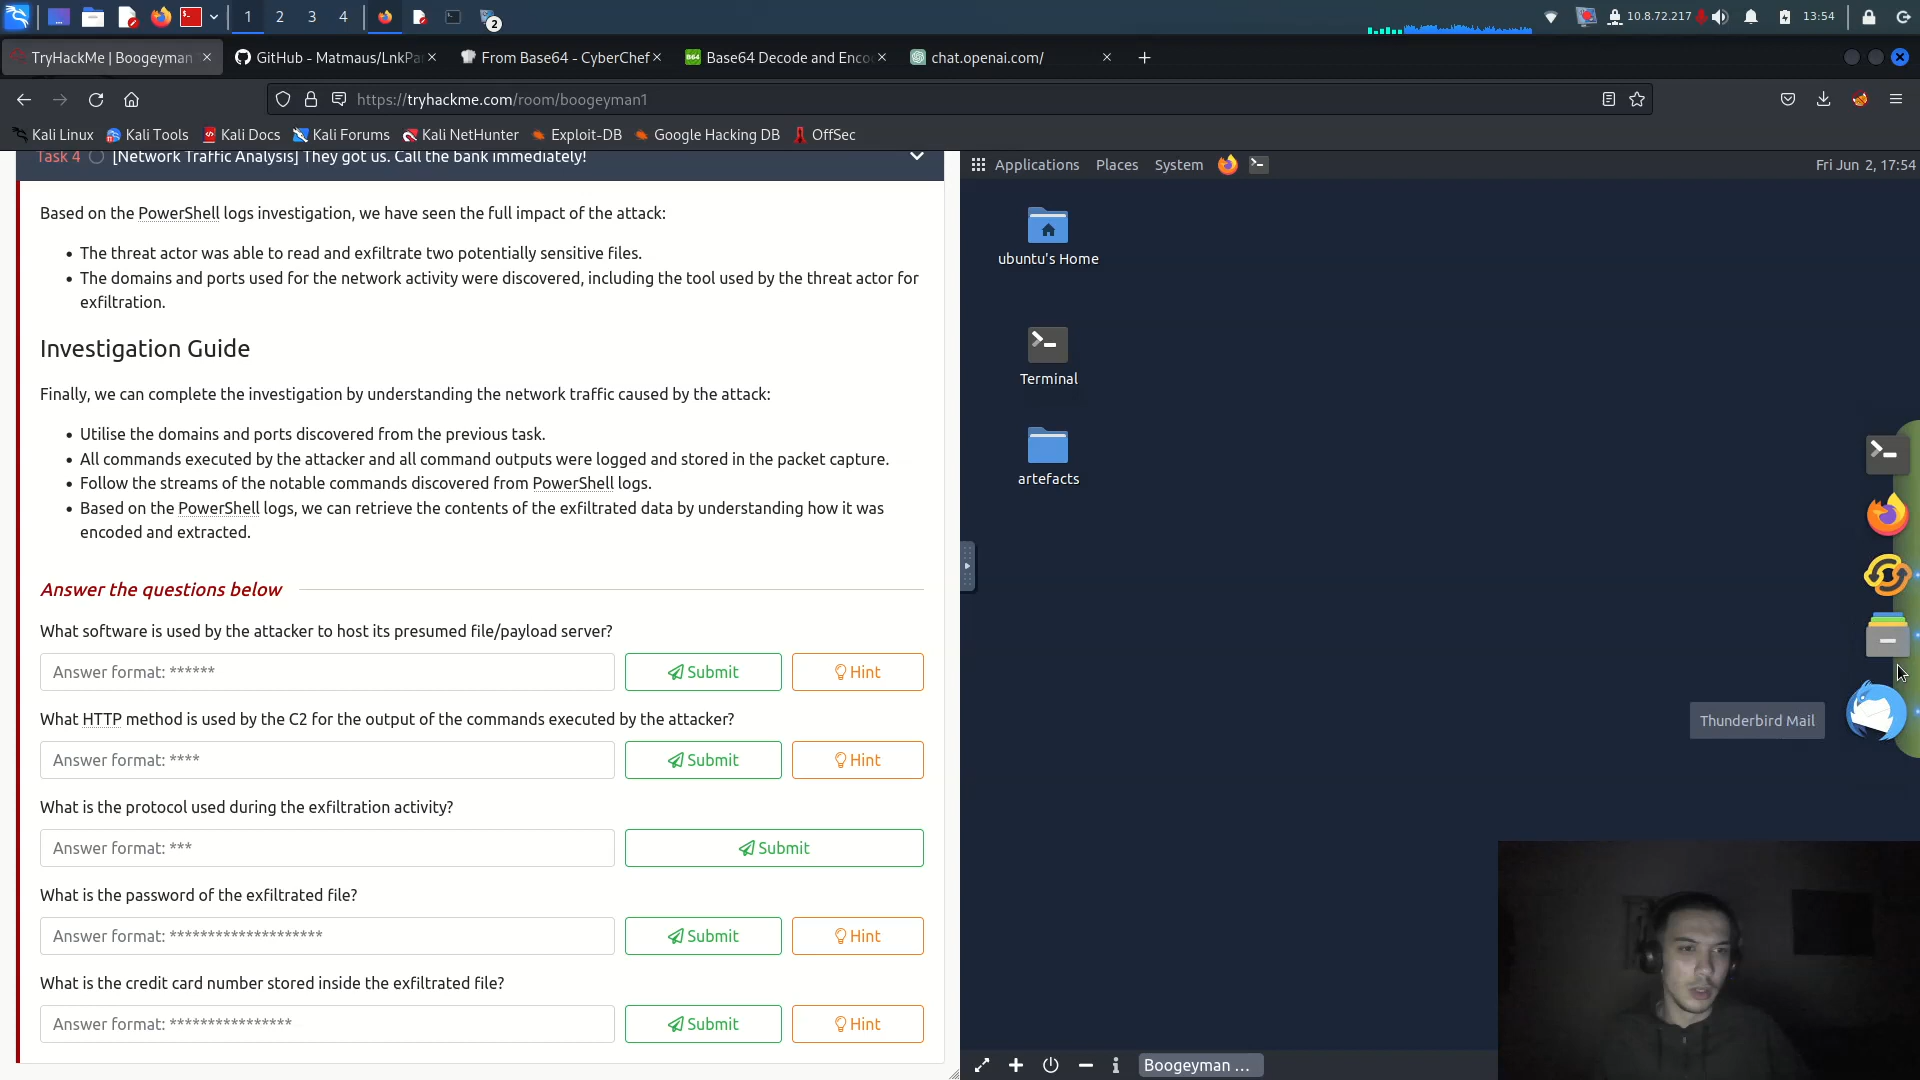 1
2
3
4
2
10.8.72.217
13:54
TryHackMe | Boogeyman
GitHub - Matmaus/LnkPa
From Base64 - CyberChef
B64
Base64 Decode and Enco
chat.openai.com/
https://tryhackme.com/room/boogeyman1
Kali Linux
Kali Tools
Kali Docs
Kali Forums
Kali NetHunter
Exploit-DB
Google Hacking DB
OffSec
Task 4
[Network Traffic Analysis] They got us. Call the bank immediately!
Based on the PowerShell logs investigation, we have seen the full impact of the attack:
• The threat actor was able to read and exfiltrate two potentially sensitive files.
• The domains and ports used for the network activity were discovered, including the tool used by the threat actor for
exfiltration.
Investigation Guide
Finally, we can complete the investigation by understanding the network traffic caused by the attack:
• Utilise the domains and ports discovered from the previous task.
• All commands executed by the attacker and all command outputs were logged and stored in the packet capture.
• Follow the streams of the notable commands discovered from PowerShell logs.
• Based on the PowerShell logs, we can retrieve the contents of the exfiltrated data by understanding how it was
encoded and extracted.
Answer the questions below
What software is used by the attacker to host its presumed file/payload server?
Answer format: ******
Submit
Hint
What HTTP method is used by the C2 for the output of the commands executed by the attacker?
Answer format: ****
Submit
Hint
What is the protocol used during the exfiltration activity?
Answer format: ***
Submit
What is the password of the exfiltrated file?
Answer format: ********************
Submit
Hint
What is the credit card number stored inside the exfiltrated file?
Answer format: ****************
Submit
Hint
Applications
Places
System
Fri Jun 2, 17:54
ubuntu's Home
Terminal
artefacts
Thunderbird Mail
Boogeyman ...